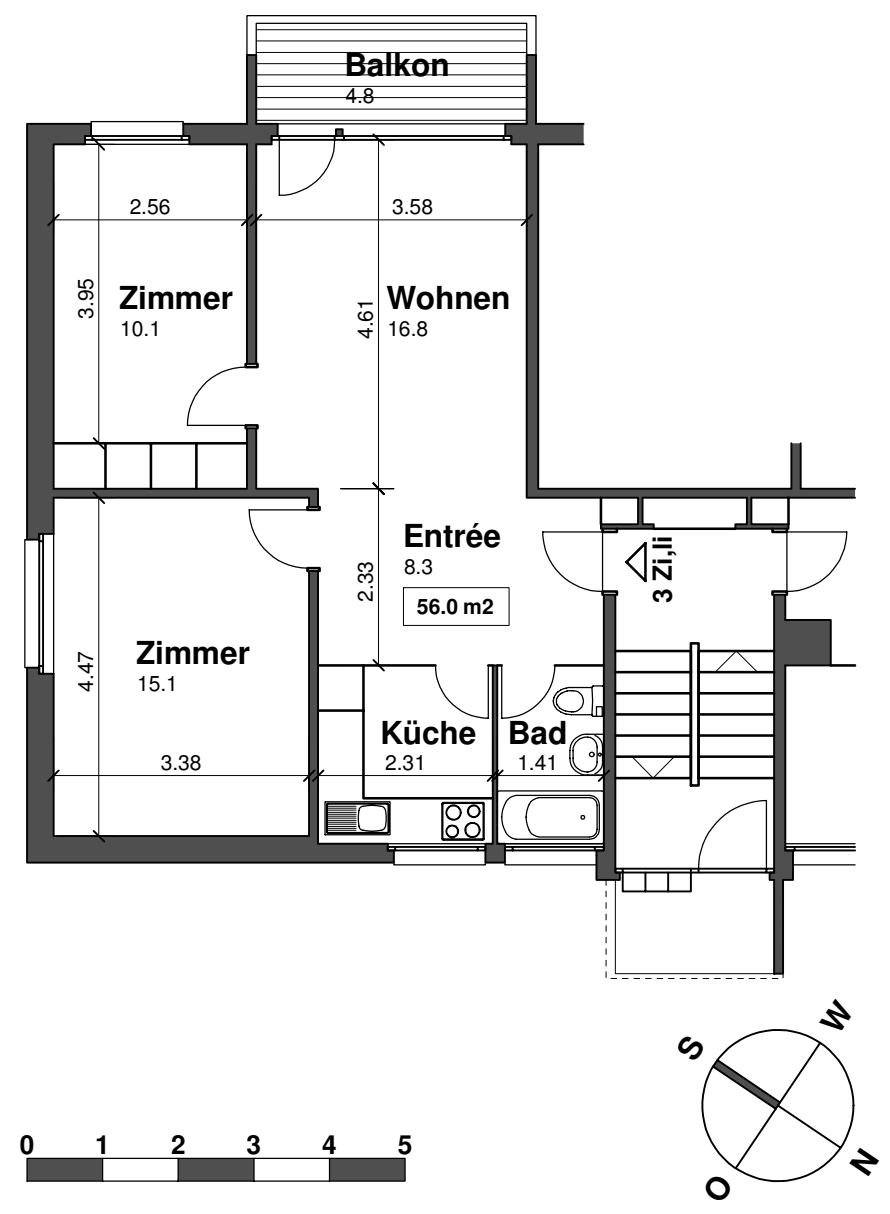 Balkon
4.8
2.56
3.58
3.95
Zimmer
10.1
4.61
Wohnen
16.8
Entrée
8.3
56.0 m2
2.33
3 Zi,li
4.47
Zimmer
15.1
3.38
Küche
2.31
Bad
1.41
S
W
O
N
0 1 2 3 4 5